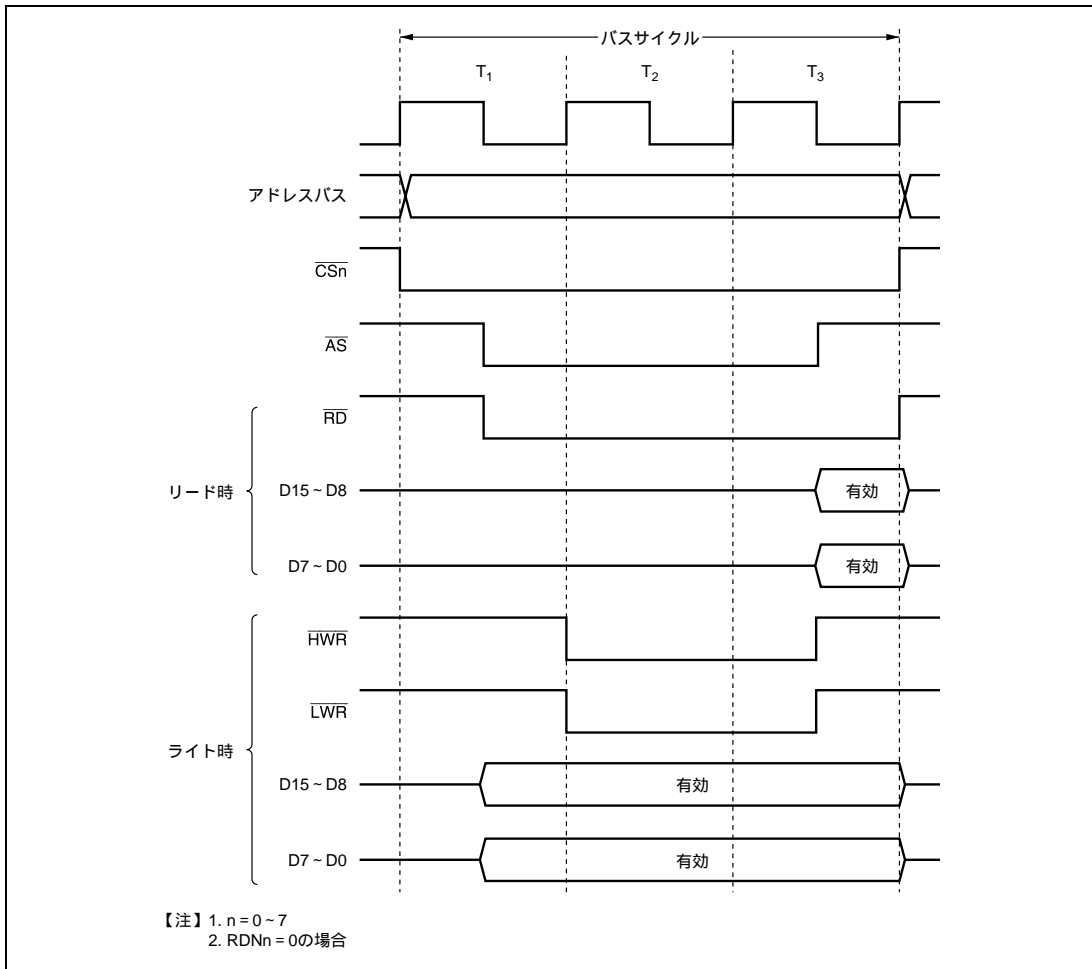 バスサイクル
T1 T2 T3
アドレスバス
CSn
AS
RD
リード時
D15~D8 有効
D7~D0 有効
HWR
LWR
ライト時
D15~D8 有効
D7~D0 有効
【注】1. n=0~7
2. RDNn=0の場合